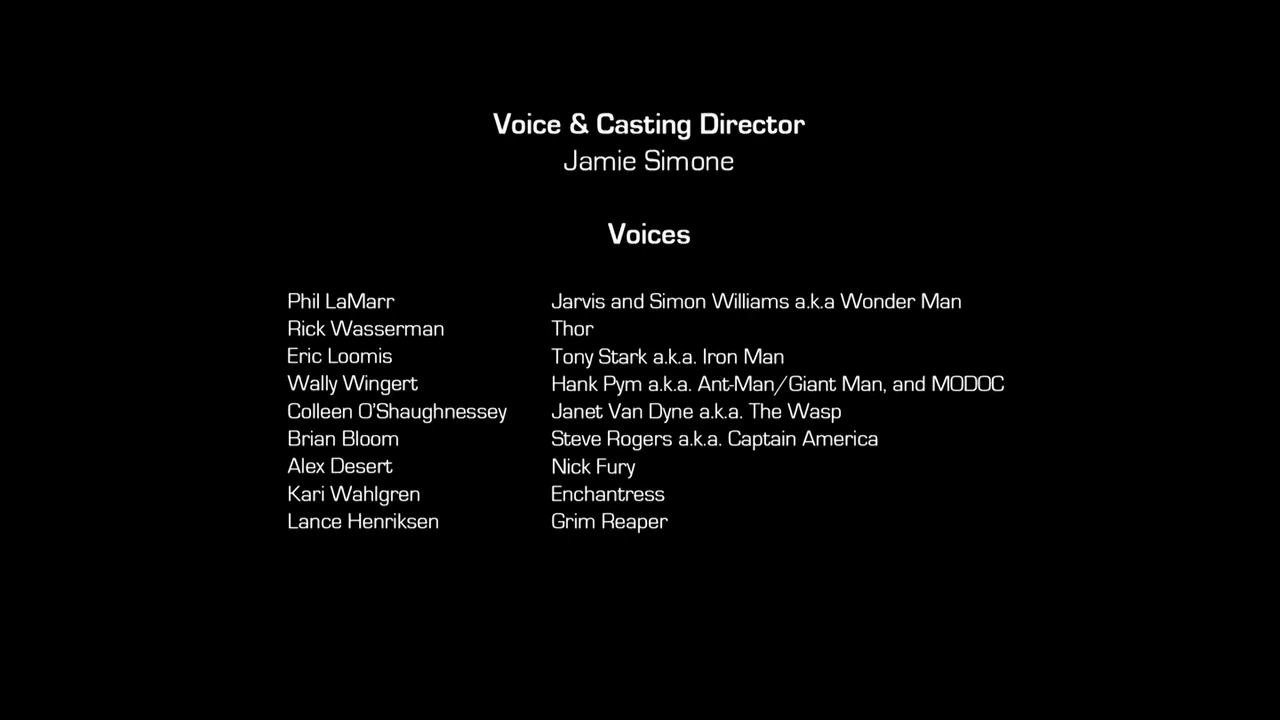 Voice & Casting Director
Jamie Simone
Voices
Phil LaMarr Jarvis and Simon Williams a.k.a Wonder Man
Rick Wasserman Thor
Eric Loomis Tony Stark a.k.a. Iron Man
Wally Wingert Hank Pym a.k.a. Ant-Man/Giant Man, and MODOC
Colleen O'Shaughnessey Janet Van Dyne a.k.a. The Wasp
Brian Bloom Steve Rogers a.k.a. Captain America
Alex Desert Nick Fury
Kari Wahlgren Enchantress
Lance Henriksen Grim Reaper